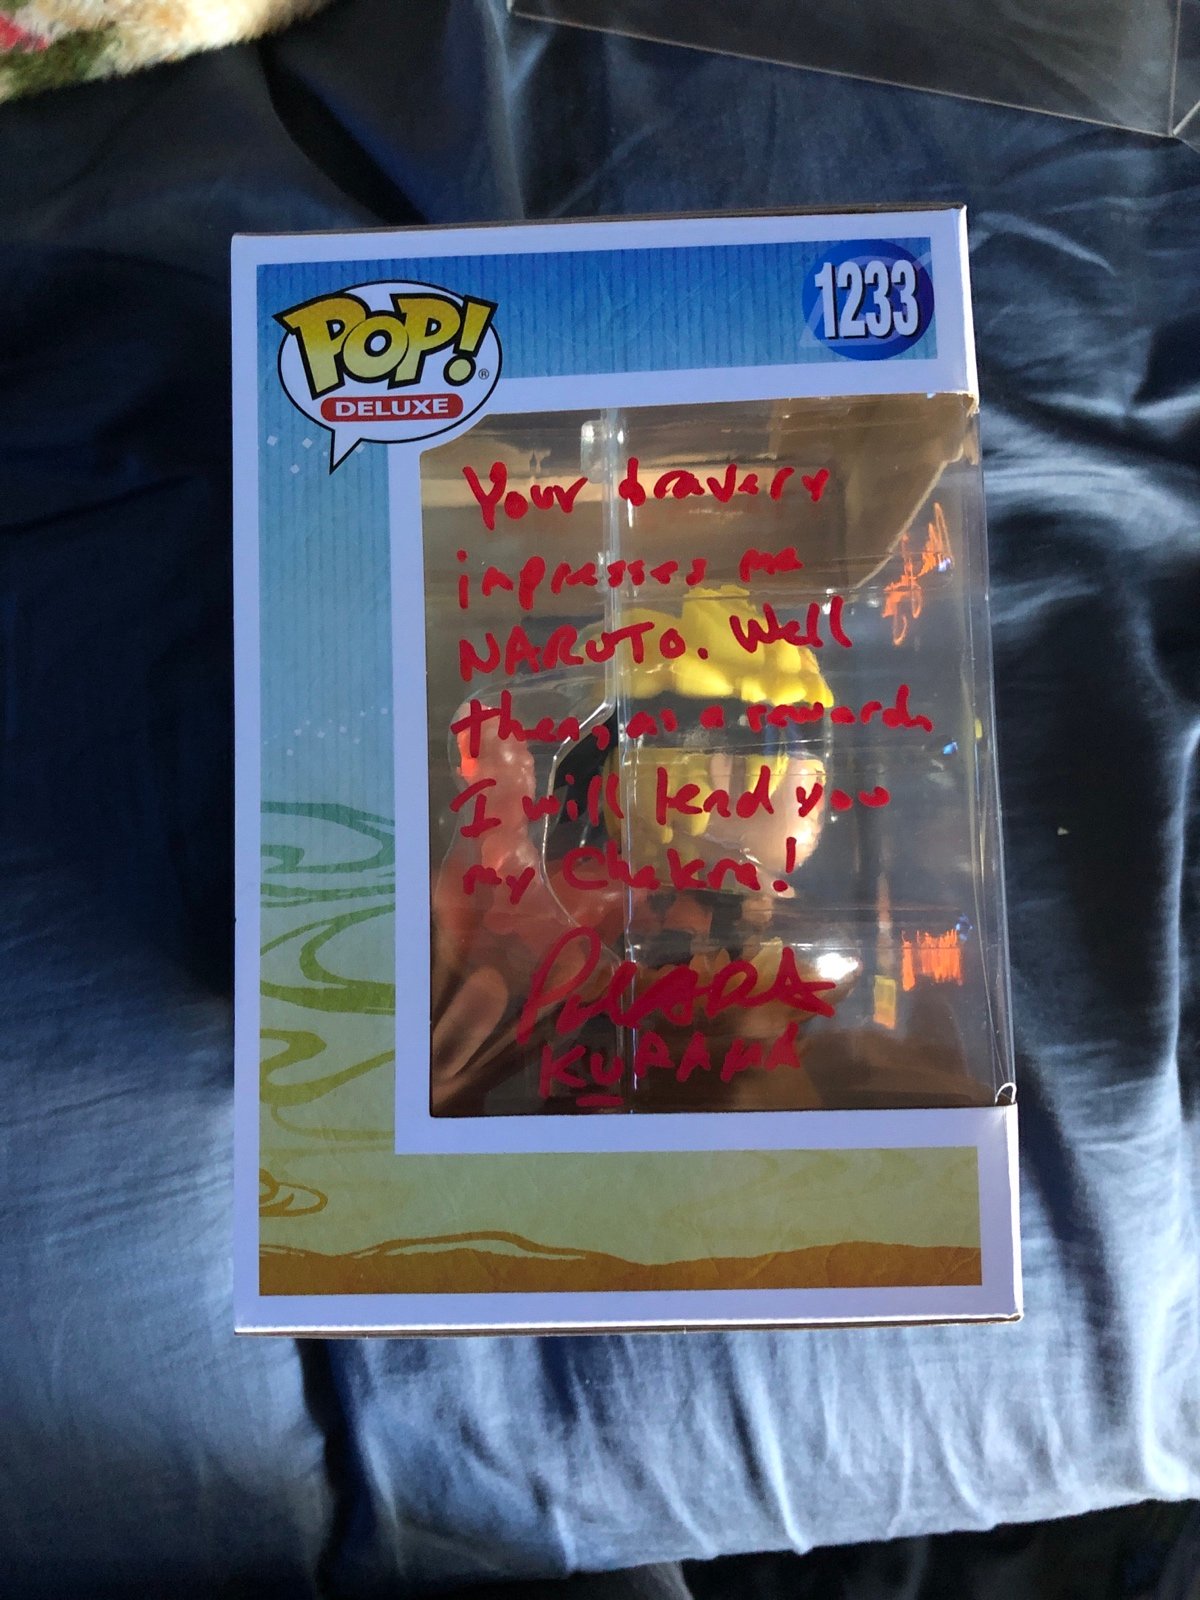 POP!
®
DELUXE
1233
Your bravery
impresses me
NARUTO. Well
then, as a reward,
I will lend you
my Chakra!
KURAMA